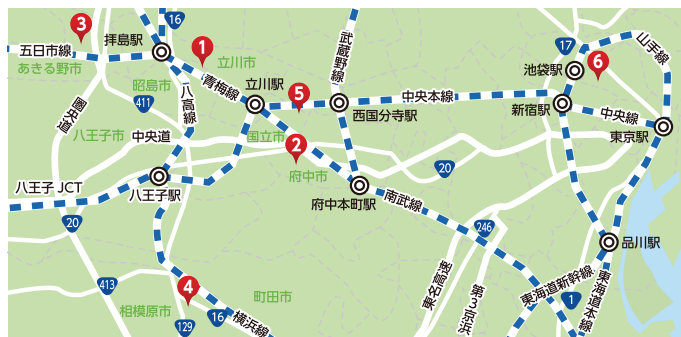 3
拝島駅
16
1
五日市線
あきる野市
立川市
武蔵野線
17
山手線
池袋駅
6
昭島市
青梅線
立川駅
5
中央本線
411
八高線
西国分寺駅
新宿駅
中央線
圏央道
八王子市
中央道
国立市
2
東京駅
府中市
20
八王子 JCT
八王子駅
府中本町駅
南武線
20
246
品川駅
413
4
町田市
東名高速
第3京浜
東海道新幹線
1
東海道本線
相模原市
129
16
横浜線